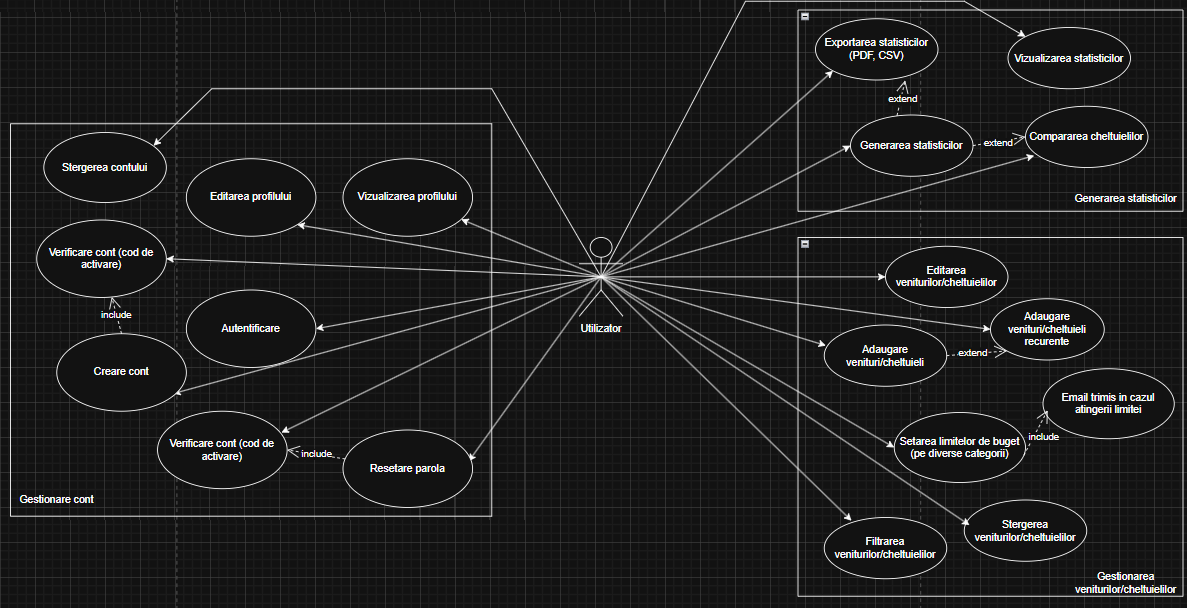 Exportarea statisticilor
(PDF, CSV)
Vizualizarea statisticilor
extend
Generarea statisticilor
extend
Compararea cheltuielilor
Generarea statisticilor
Stergerea contului
Editarea profilului
Vizualizarea profilului
Verificare cont (cod de
activare)
include
Creare cont
Autentificare
Verificare cont (cod de
activare)
include
Resetare parola
Gestionare cont
Utilizator
Editarea
veniturilor/cheltuielilor
Adaugare
venituri/cheltuieli
recurente
Adaugare
venituri/cheltuieli
extend
Email trimis in cazul
atingerii limitei
include
Setarea limitelor de buget
(pe diverse categorii)
Stergerea
veniturilor/cheltuielilor
Filtrarea
veniturilor/cheltuielilor
Gestionarea
veniturilor/cheltuielilor